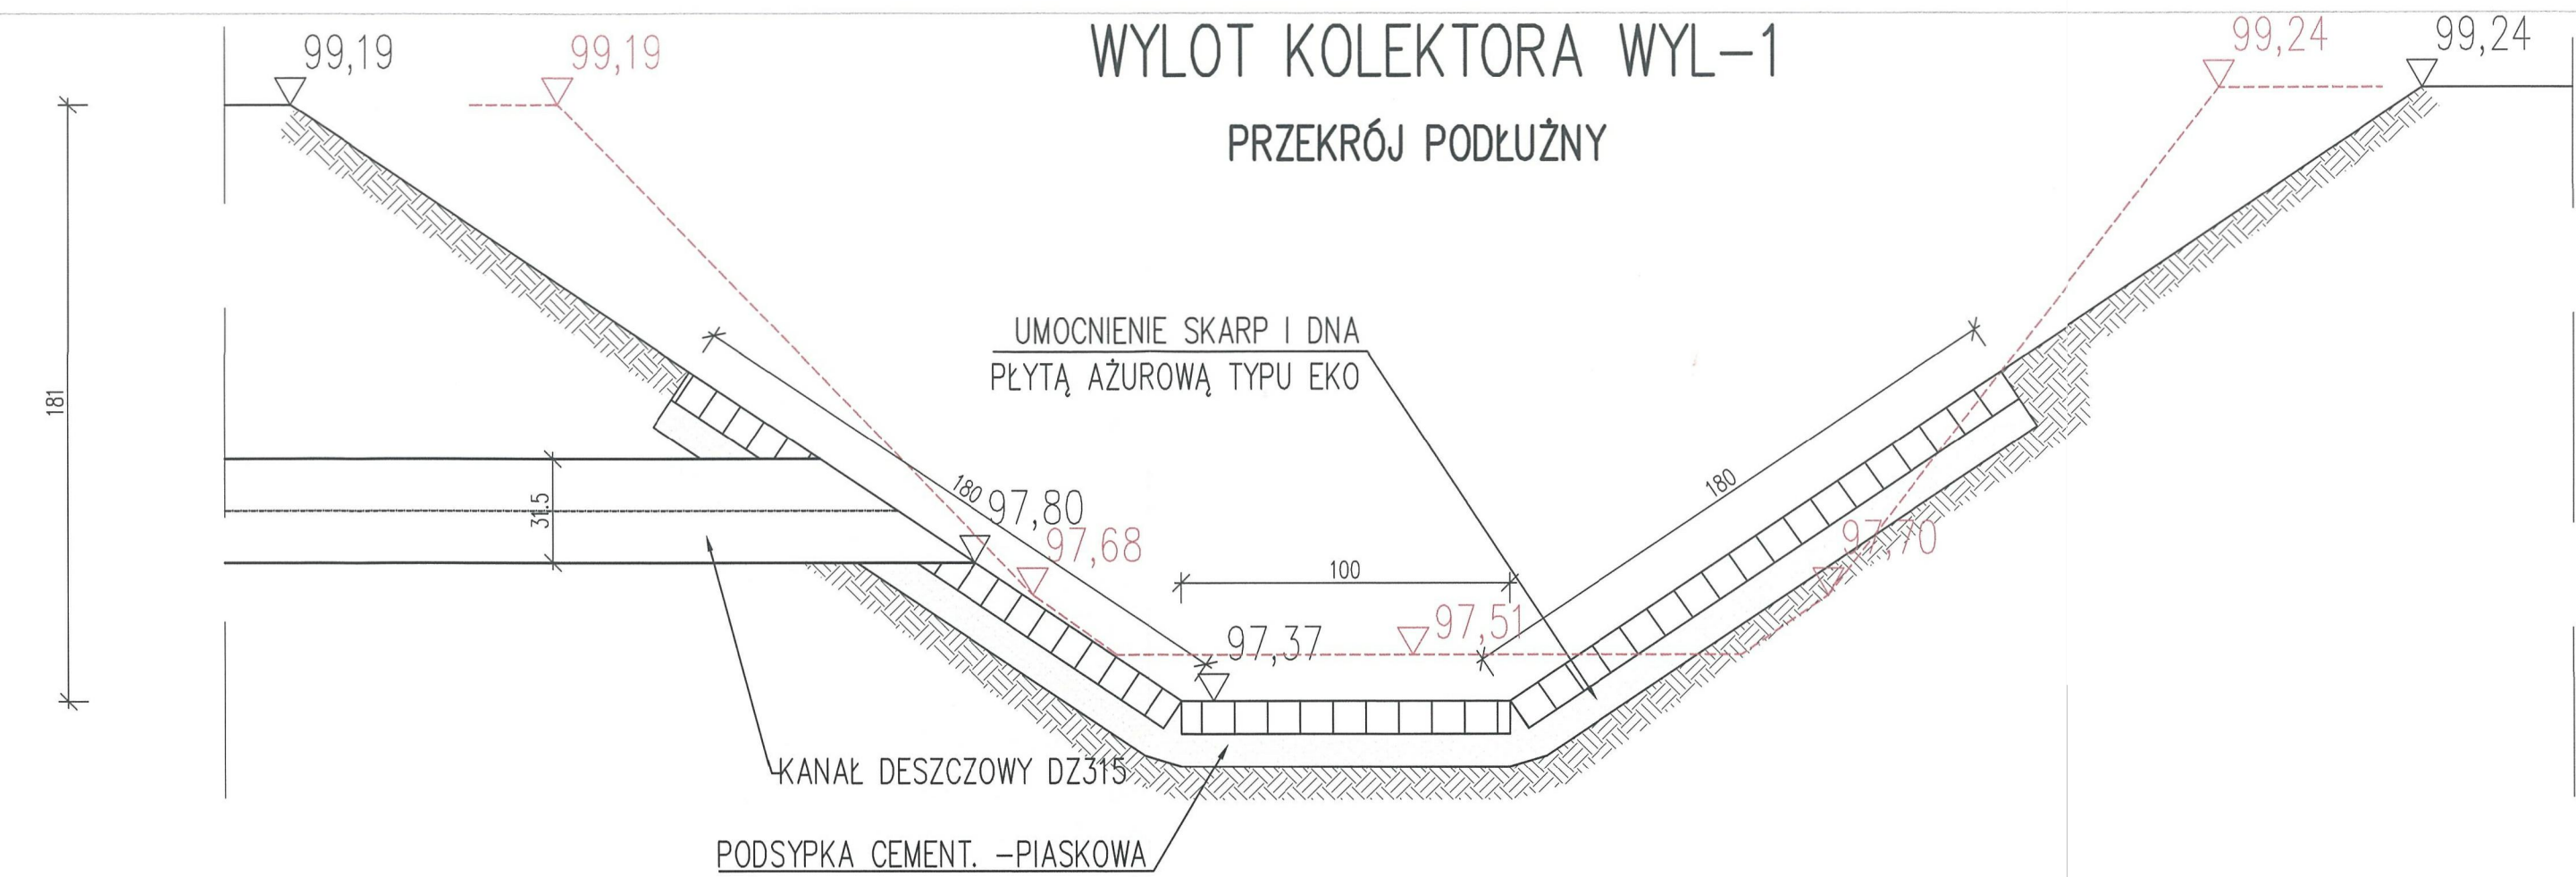 99,19
99,19
WYLOT KOLEKTORA WYL-1
99,24
99,24
PRZEKRÓJ PODŁUŻNY
UMOCNIENIE SKARP I DNA
PŁYTĄ AŻUROWĄ TYPU EKO
181
180
180
31.5
97,80
97,68
97,70
100
97,51
97,37
KANAŁ DESZCZOWY DZ315
PODSYPKA CEMENT. -PIASKOWA